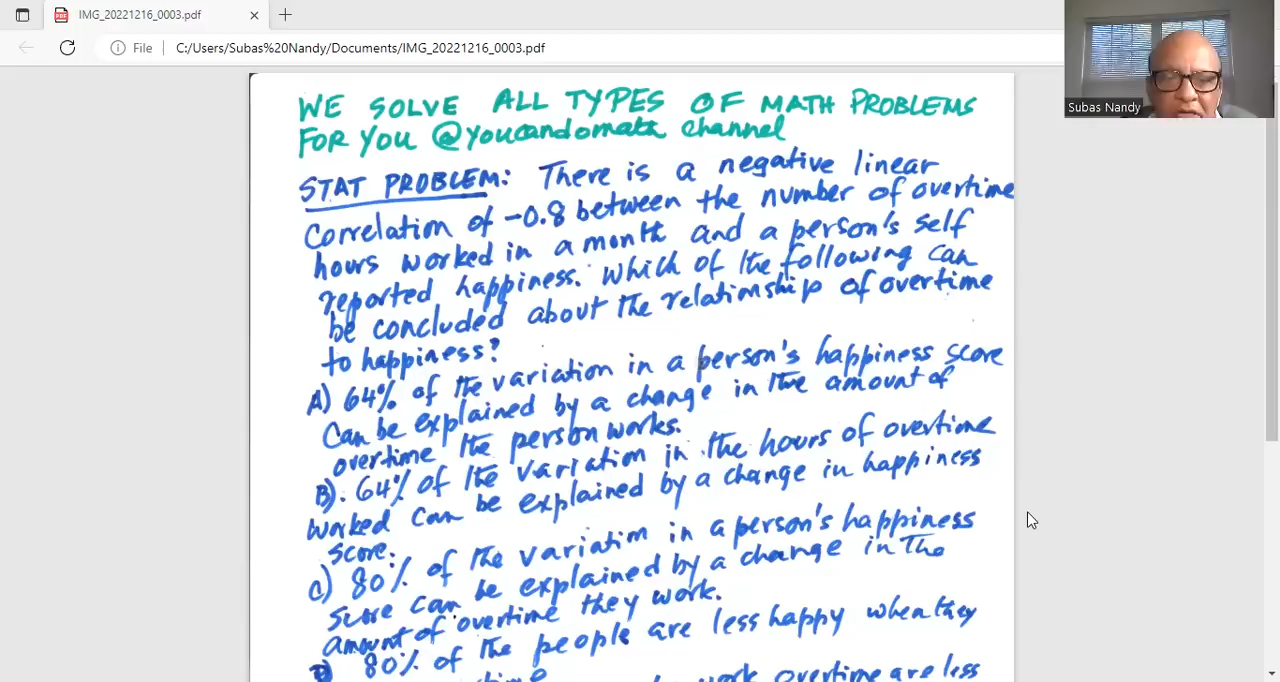 IMG_20221216_0003.pdf
File
C:/Users/Subas%20Nandy/Documents/IMG_20221216_0003.pdf
Subas Nandy
WE SOLVE ALL TYPES OF MATH PROBLEMS
FOR YOU @youcandomath channel
STAT PROBLEM: There is a negative linear
Correlation of -0.8 between the number of overtime
hours worked in a month and a person's self
reported happiness. Which of the following can
be concluded about the relationship of overtime
to happiness?
A) 64% of the variation in a person's happiness score
Can be explained by a change in the amount of
overtime the person works.
B). 64% of the variation in the hours of overtime
worked can be explained by a change in happiness
score.
C) 80% of the variation in a person's happiness
score can be explained by a change in the
amount of overtime they work.
D) 80% of the people are less happy when they
overtime are less